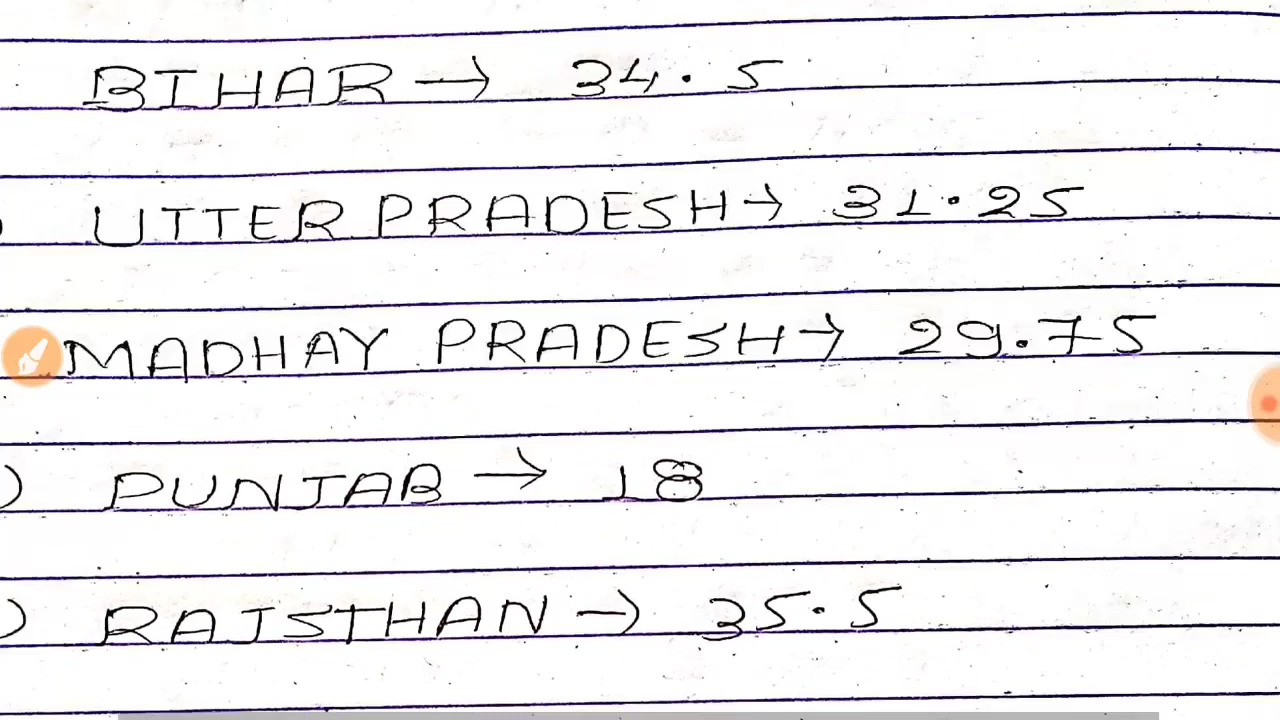 BIHAR → 34.5
) UTTER PRADESH → 31.25
MADHAY PRADESH → 29.75
) PUNJAB → 18
) RAJSTHAN → 35.5